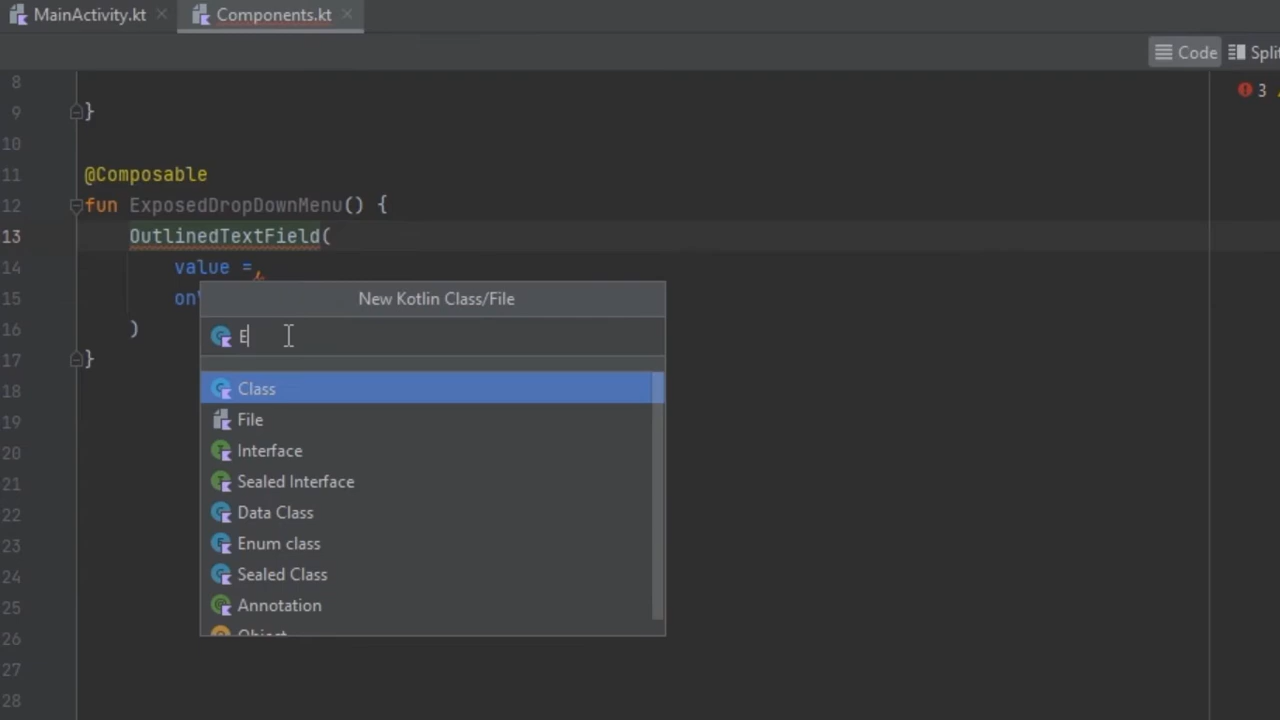 MainActivity.kt
Components.kt
Code
Split
8
9 }
3
10
11 @Composable
12 fun ExposedDropDownMenu() {
13 OutlinedTextField(
14 value =,
15 on
16 )
17 }
18
19
20
21
22
23
24
25
26
27
28
New Kotlin Class/File
E
Class
File
Interface
Sealed Interface
Data Class
Enum class
Sealed Class
Annotation
Object